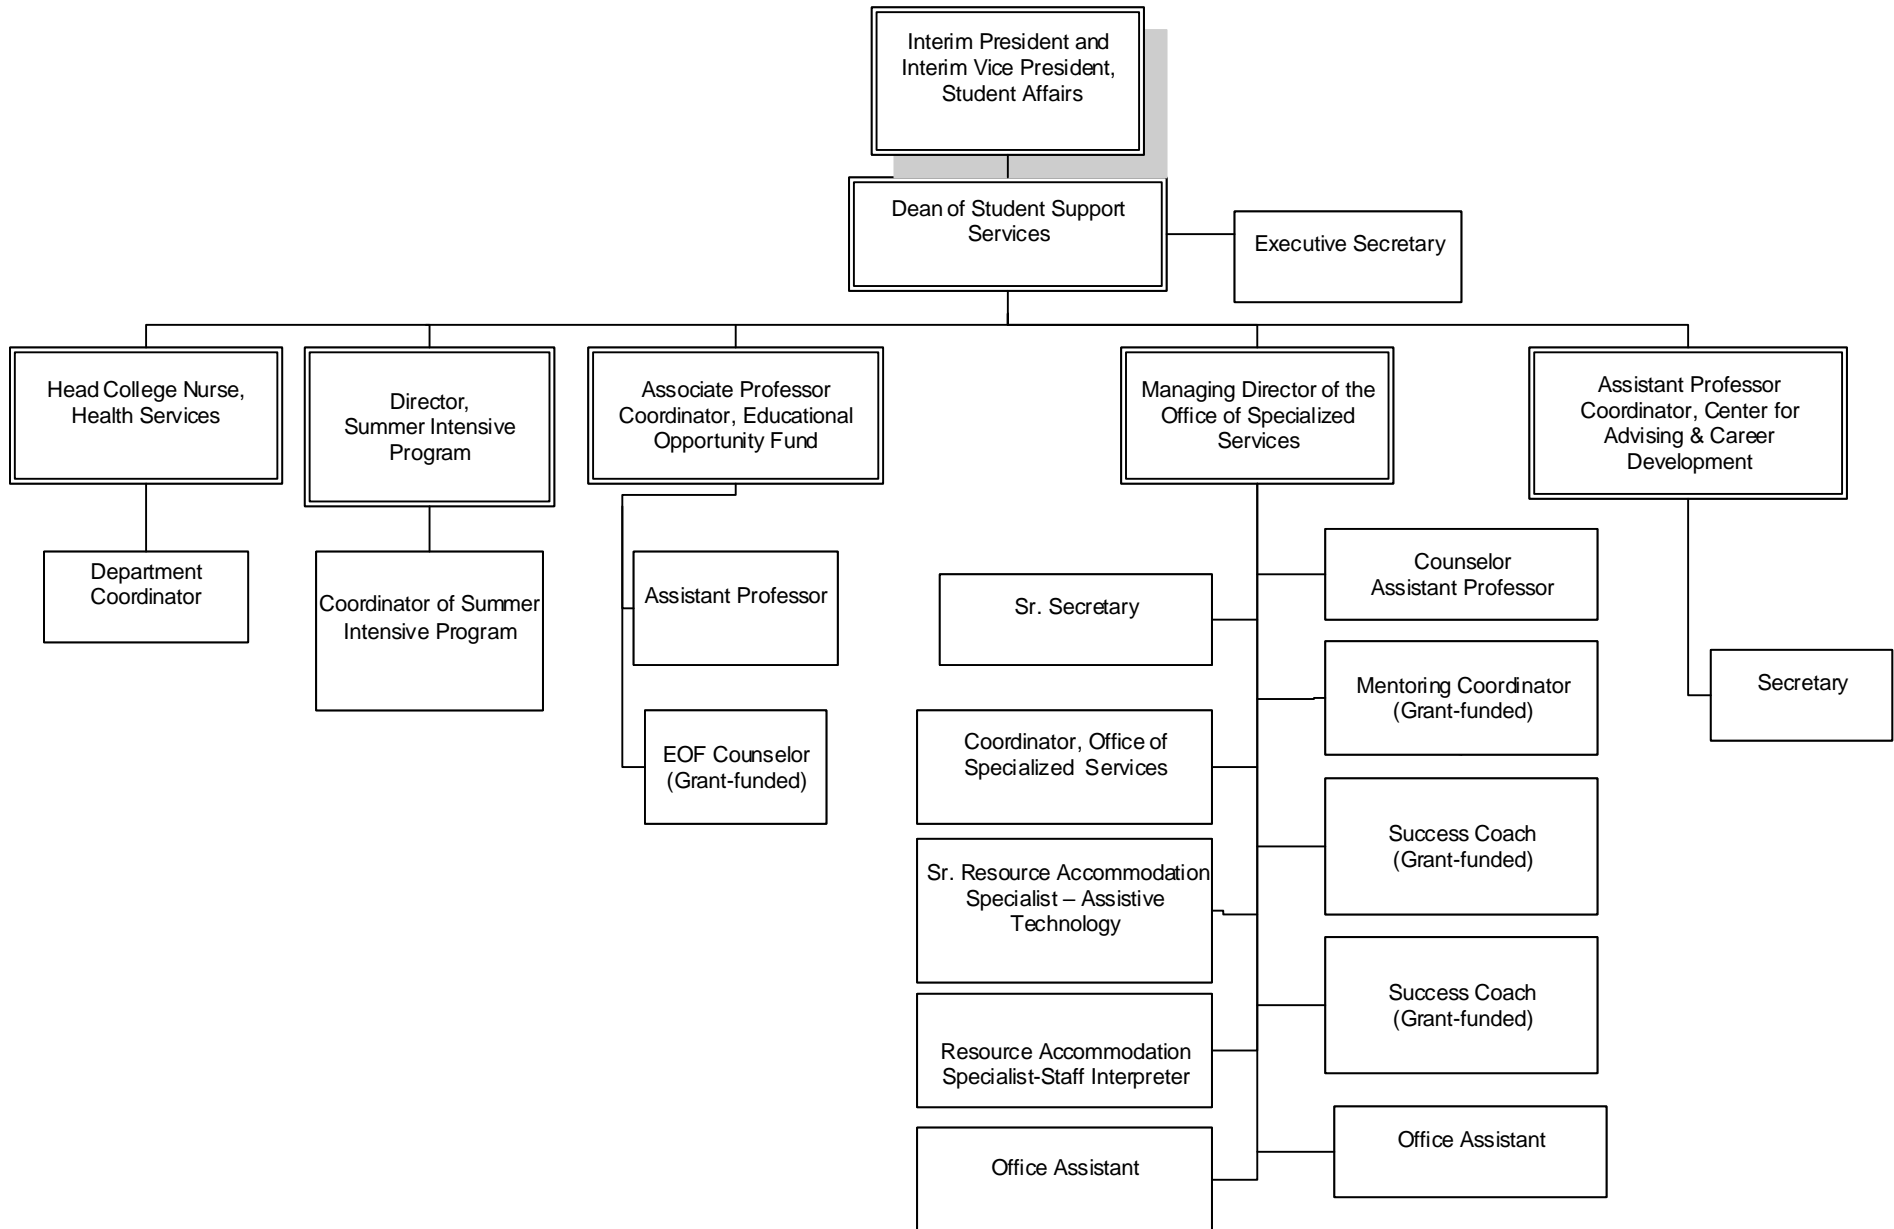 Interim President and
Interim Vice President,
Student Affairs
Dean of Student Support
Services
Executive Secretary
Head College Nurse,
Health Services
Director,
Summer Intensive
Program
Associate Professor
Coordinator, Educational
Opportunity Fund
Managing Director of the
Office of Specialized
Services
Assistant Professor
Coordinator, Center for
Advising & Career
Development
Department
Coordinator
Coordinator of Summer
Intensive Program
Assistant Professor
EOF Counselor
(Grant-funded)
Sr. Secretary
Coordinator, Office of
Specialized Services
Sr. Resource Accommodation
Specialist – Assistive
Technology
Resource Accommodation
Specialist-Staff Interpreter
Office Assistant
Counselor
Assistant Professor
Mentoring Coordinator
(Grant-funded)
Success Coach
(Grant-funded)
Success Coach
(Grant-funded)
Office Assistant
Secretary